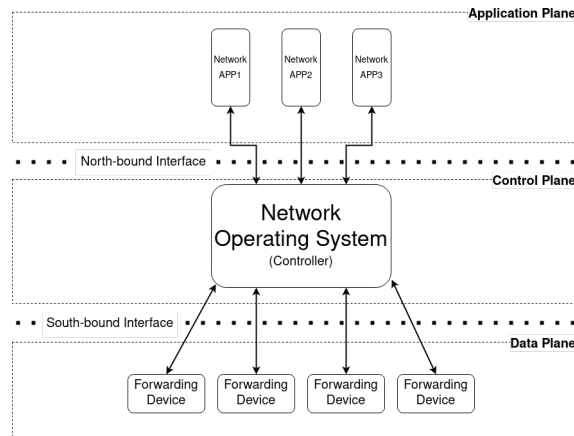 Application Plane
Network
APP1
Network
APP2
Network
APP3
North-bound Interface
Control Plane
Network
Operating System
(Controller)
South-bound Interface
Data Plane
Forwarding
Device
Forwarding
Device
Forwarding
Device
Forwarding
Device